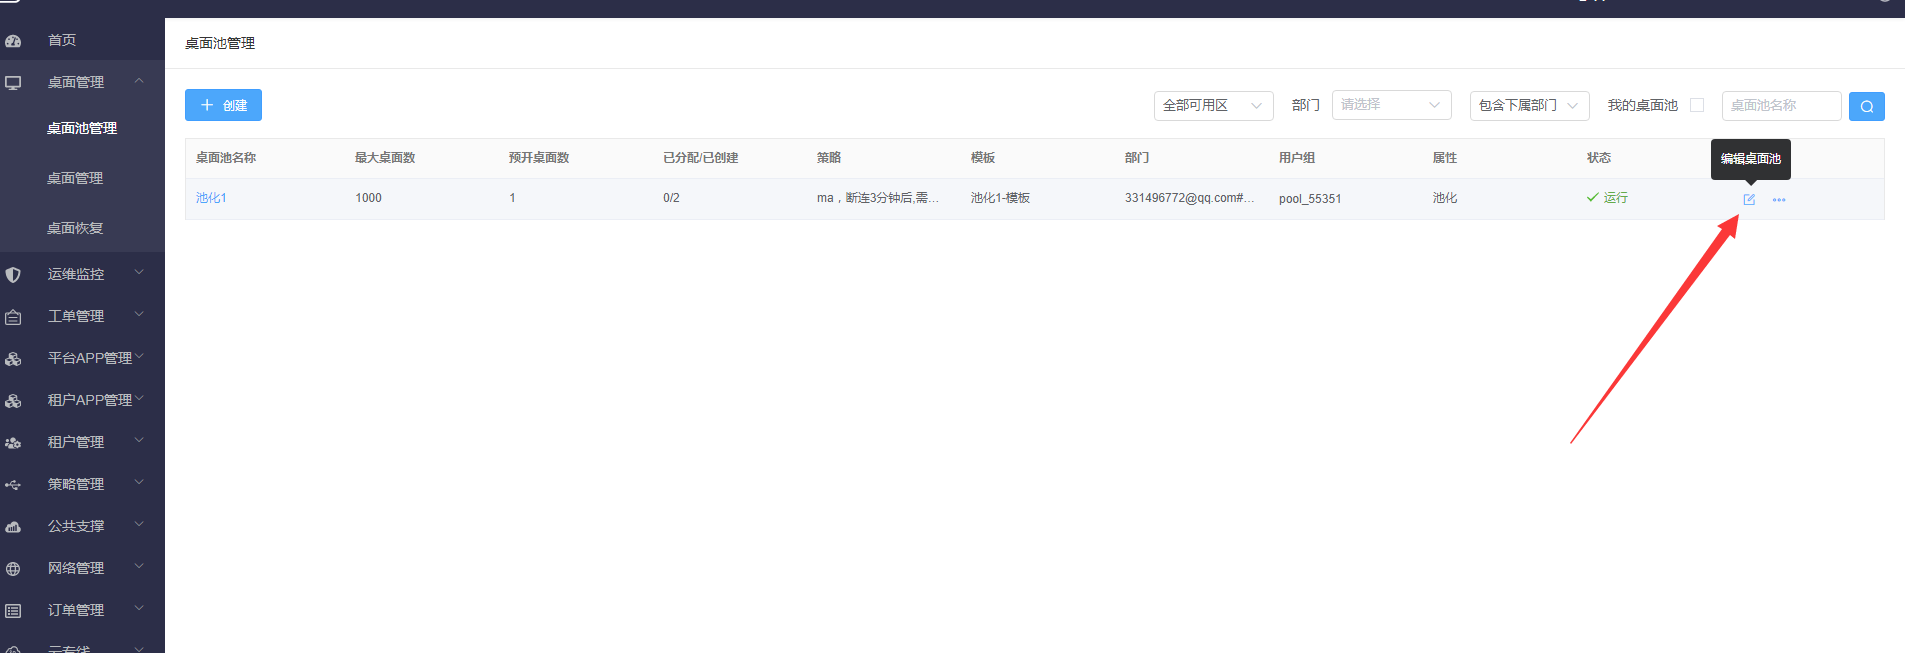 首页
桌面管理
桌面池管理
桌面管理
桌面恢复
运维监控
工单管理
平台APP管理
租户APP管理
租户管理
策略管理
公共支撑
网络管理
订单管理
云专线
桌面池管理
创建
全部可用区
部门
请选择
包含下属部门
我的桌面池
桌面池名称
桌面池名称 最大桌面数 预开桌面数 已分配/已创建 策略 模板 部门 用户组 属性 状态
编辑桌面池
池化1 1000 1 0/2 ma，断连3分钟后,需... 池化1-模板 331496772@qq.com#... pool_55351 池化 运行